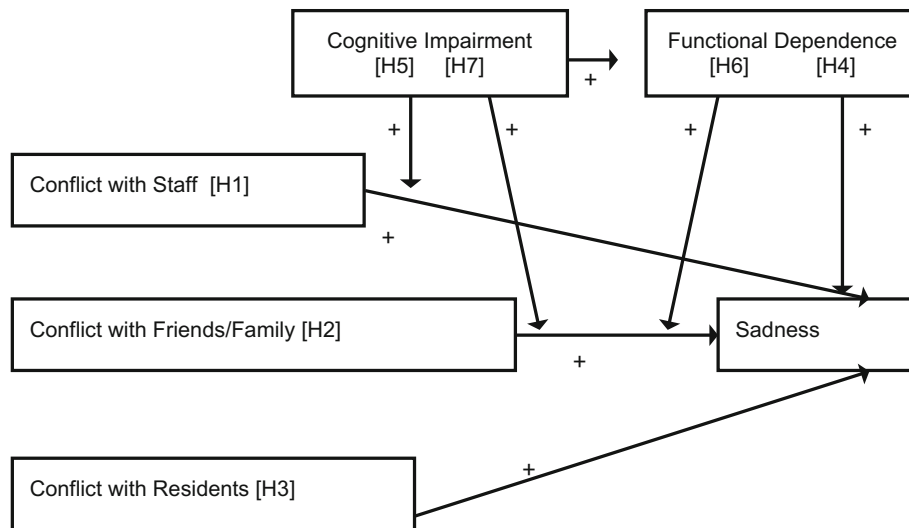 Cognitive Impairment
[H5] [H7]
Functional Dependence
[H6] [H4]
+
+
+
+
+
Conflict with Staff [H1]
+
Conflict with Friends/Family [H2]
Sadness
+
+
Conflict with Residents [H3]